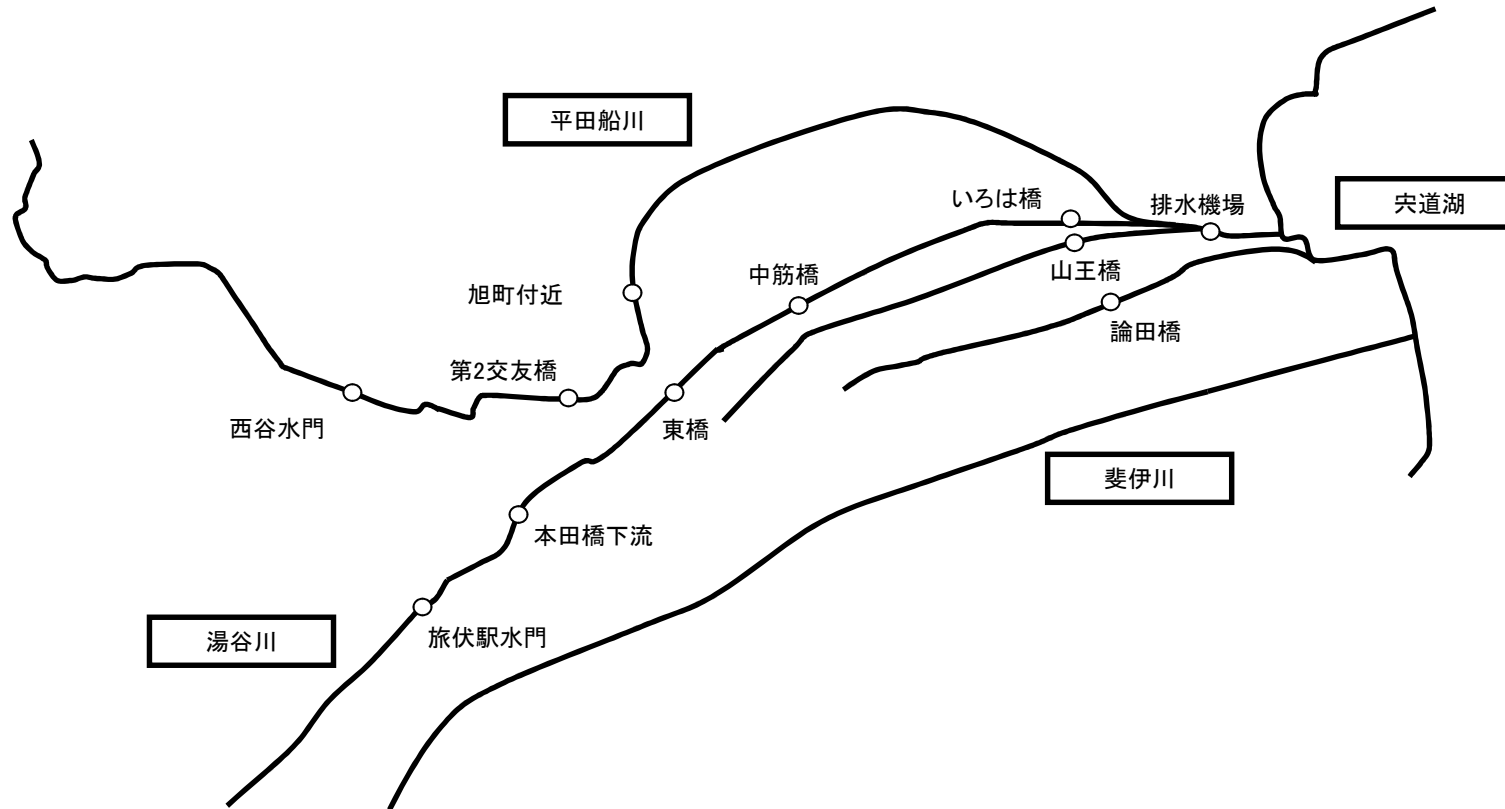 平田船川
いろは橋
排水機場
宍道湖
山王橋
中筋橋
旭町付近
論田橋
第2交友橋
東橋
西谷水門
斐伊川
本田橋下流
旅伏駅水門
湯谷川